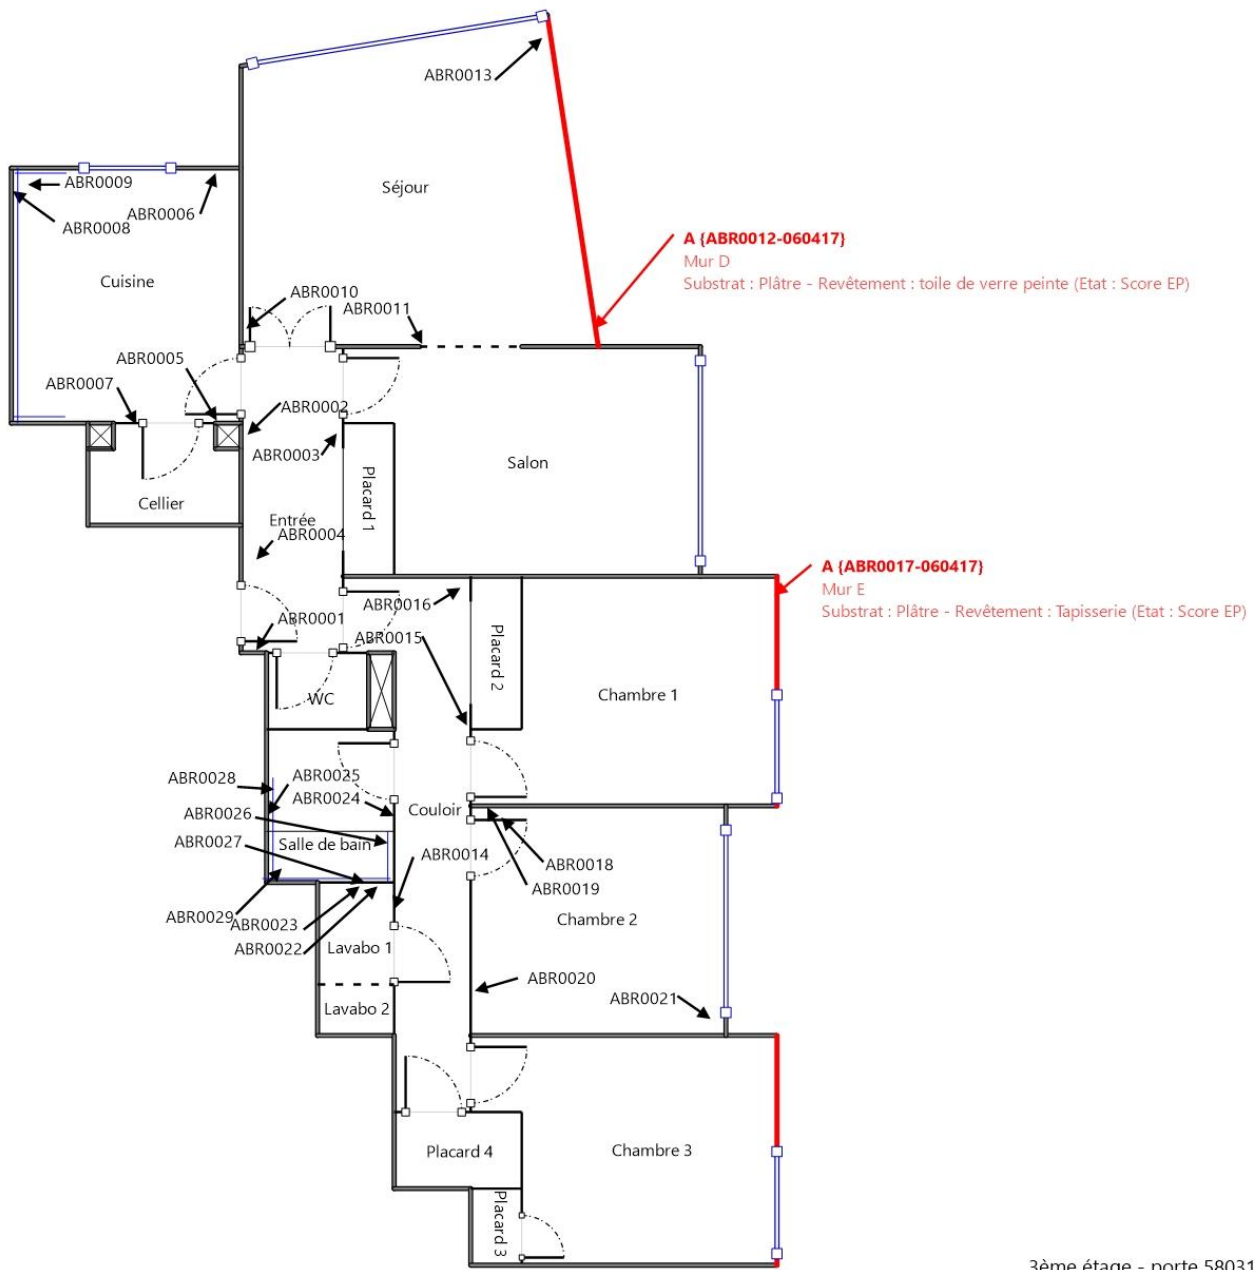 ABR0013
ABR0009
ABR0006
ABR0008
Séjour
Cuisine
A {ABR0012-060417}
Mur D
Substrat : Plâtre - Revêtement : toile de verre peinte (Etat : Score EP)
ABR0010
ABR0011
ABR0005
ABR0007
ABR0002
ABR0003
Salon
Placard 1
Cellier
Entrée
ABR0004
A {ABR0017-060417}
Mur E
Substrat : Plâtre - Revêtement : Tapisserie (Etat : Score EP)
ABR0016
ABR0001
ABR0015
Placard 2
WC
Chambre 1
ABR0028
ABR0025
ABR0024
Couloir
ABR0026
ABR0027
Salle de bain
ABR0014
ABR0018
ABR0019
ABR0029
ABR0023
ABR0022
Lavabo 1
Chambre 2
ABR0020
ABR0021
Lavabo 2
Placard 4
Chambre 3
Placard 3
3ème étage - porte 58031